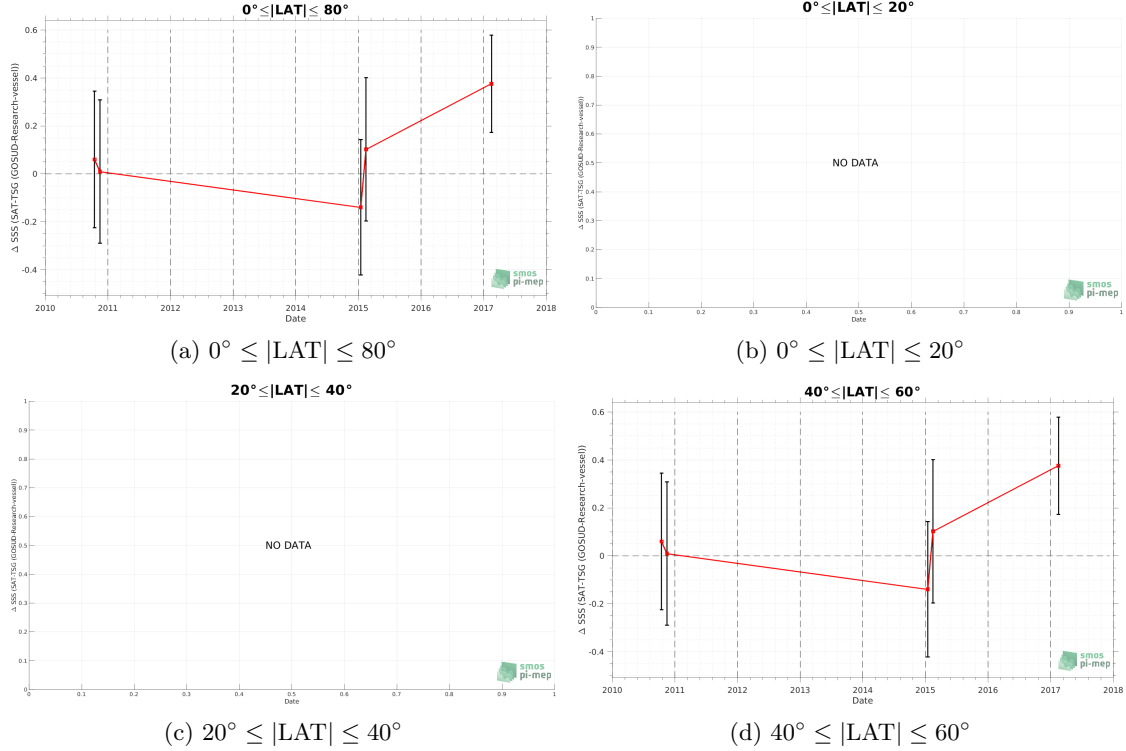 0°≤|LAT|≤ 80°
Δ SSS (SAT-TSG (GOSUD-Research-vessel))
0.6
0.4
0.2
0
-0.2
-0.4
2010 2011 2012 2013 2014 2015 2016 2017 2018
Date
smos
pi-mep
(a) 0° ≤ |LAT| ≤ 80°
0°≤|LAT|≤ 20°
Δ SSS (SAT-TSG (GOSUD-Research-vessel))
1
0.9
0.8
0.7
0.6
0.5
0.4
0.3
0.2
0.1
0
NO DATA
0 0.1 0.2 0.3 0.4 0.5 0.6 0.7 0.8 0.9 1
Date
smos
pi-mep
(b) 0° ≤ |LAT| ≤ 20°
20°≤|LAT|≤ 40°
Δ SSS (SAT-TSG (GOSUD-Research-vessel))
1
0.9
0.8
0.7
0.6
0.5
0.4
0.3
0.2
0.1
0
NO DATA
0 0.1 0.2 0.3 0.4 0.5 0.6 0.7 0.8 0.9 1
Date
smos
pi-mep
(c) 20° ≤ |LAT| ≤ 40°
40°≤|LAT|≤ 60°
Δ SSS (SAT-TSG (GOSUD-Research-vessel))
0.6
0.4
0.2
0
-0.2
-0.4
2010 2011 2012 2013 2014 2015 2016 2017 2018
Date
smos
pi-mep
(d) 40° ≤ |LAT| ≤ 60°